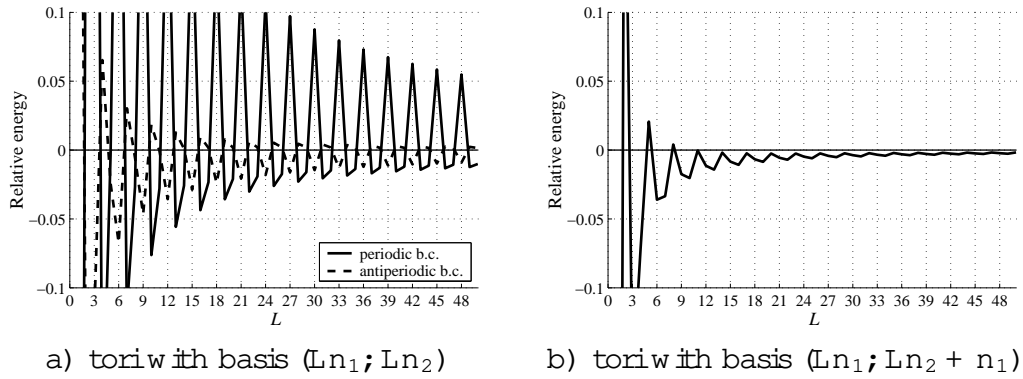 0.1
0.05
0
−0.05
−0.1
Relative energy
periodic b.c.
antiperiodic b.c.
0 3 6 9 12 15 18 21 24 27 30 33 36 39 42 45 48
L
a) tori with basis (Ln1; Ln2)
0.1
0.05
0
−0.05
−0.1
Relative energy
0 3 6 9 12 15 18 21 24 27 30 33 36 39 42 45 48
L
b) tori with basis (Ln1; Ln2 + n1)